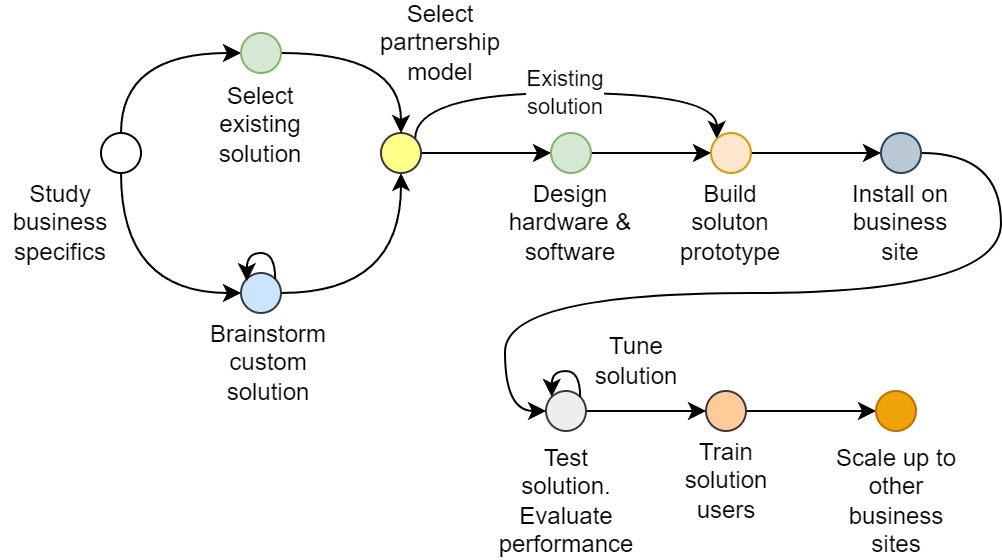 Select
partnership
model
Existing
solution
Select
existing
solution
Study
business
specifics
Design
hardware &
software
Build
soluton
prototype
Install on
business
site
Brainstorm
custom
solution
Tune
solution
Test
solution.
Evaluate
performance
Train
solution
users
Scale up to
other
business
sites